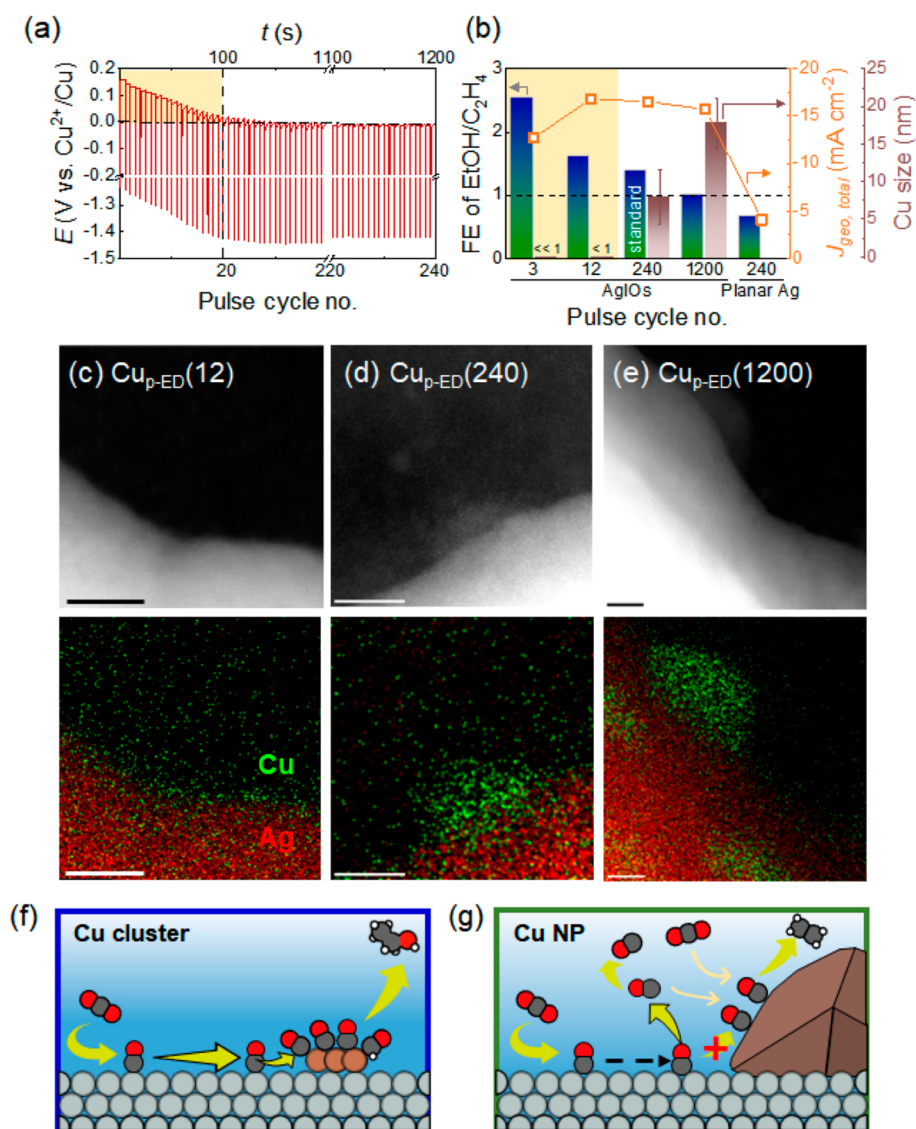 (a)
t (s)
100 1100 1200
0.2
0.1
0.0
-0.1
-0.2
-1.3
-1.4
-1.5
E (V vs. Cu²⁺/Cu)
20 220 240
Pulse cycle no.
(b)
FE of EtOH/C₂H₄
3
2
1
0
<< 1
< 1
standard
3 12 240 1200 240
AgIOs Planar Ag
Pulse cycle no.
-20
-15
-10
-5
0
J_geo, total (mA cm⁻²)
25
20
15
10
5
0
Cu size (nm)
(c) Cu_p-ED(12)
(d) Cu_p-ED(240)
(e) Cu_p-ED(1200)
Cu
Ag
(f)
Cu cluster
(g)
Cu NP
+